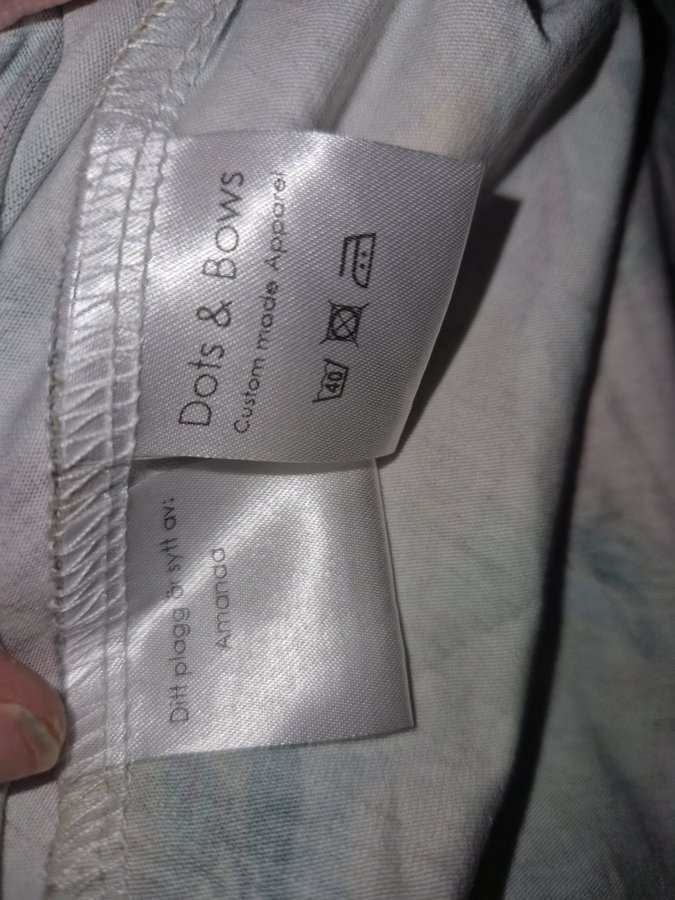 Dots & Bows
Custom made Apparel
40
Ditt plagg är sytt av:
Amanda